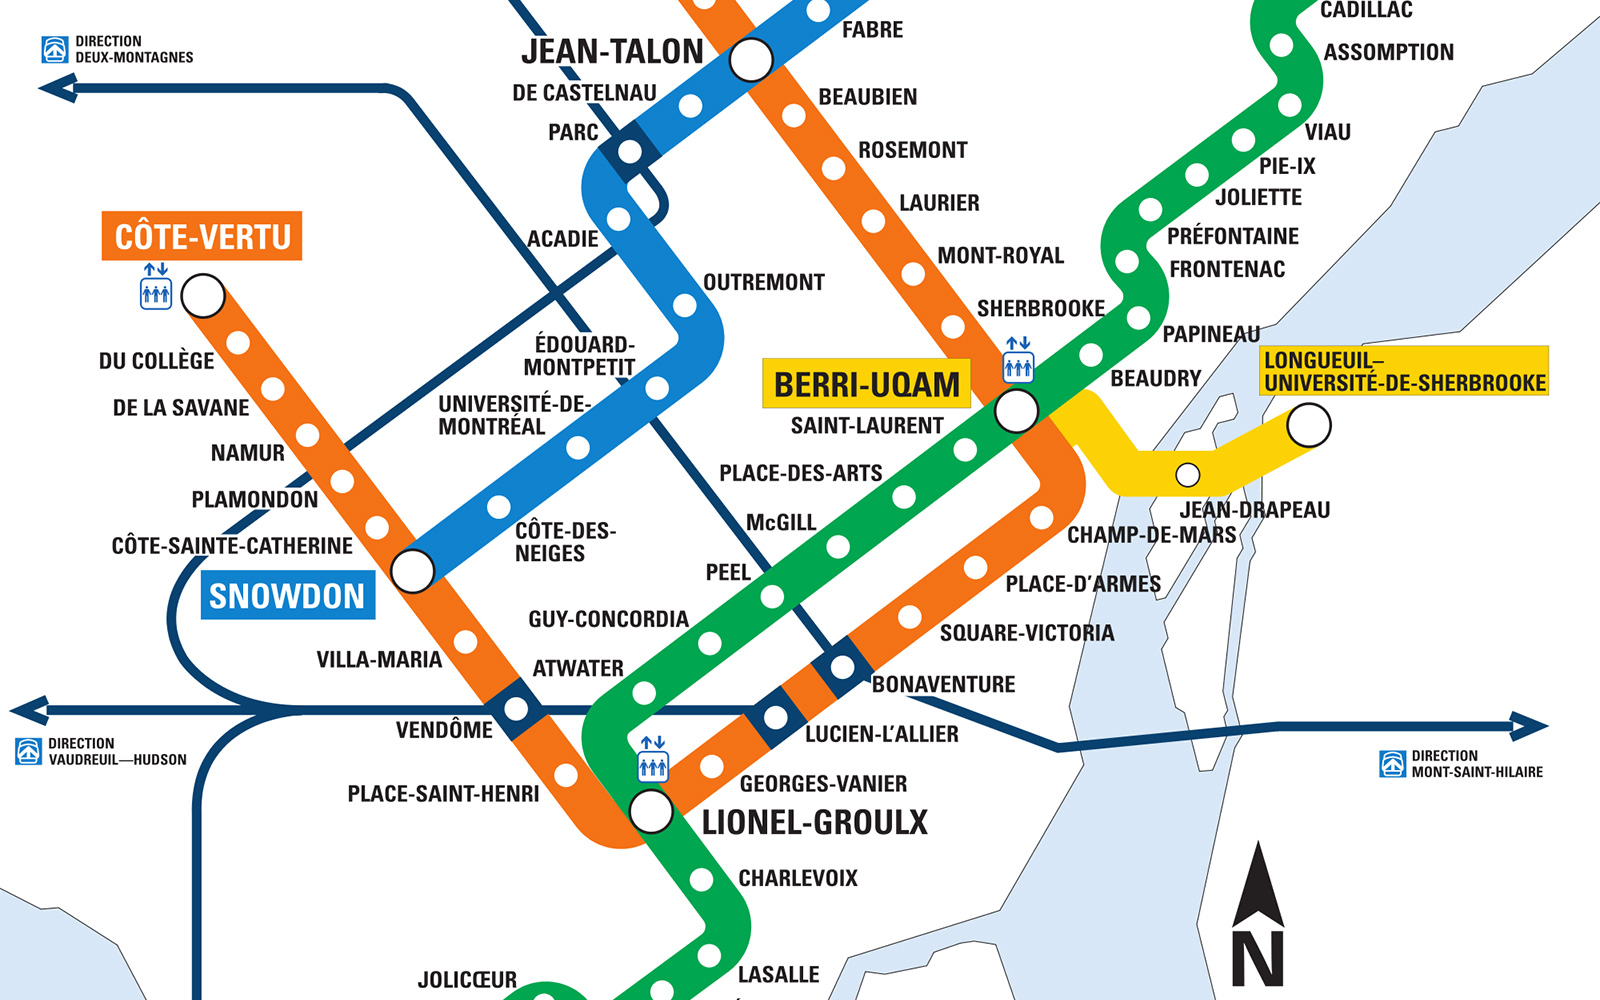 CADILLAC
FABRE
DIRECTION
DEUX-MONTAGNES
JEAN-TALON
ASSOMPTION
DE CASTELNAU
BEAUBIEN
PARC
VIAU
ROSEMONT
PIE-IX
JOLIETTE
LAURIER
CÔTE-VERTU
ACADIE
PRÉFONTAINE
MONT-ROYAL
FRONTENAC
OUTREMONT
SHERBROOKE
PAPINEAU
ÉDOUARD-
MONTPETIT
DU COLLÈGE
LONGUEUIL–
UNIVERSITÉ-DE-SHERBROOKE
BERRI-UQAM
BEAUDRY
DE LA SAVANE
UNIVERSITÉ-DE-
MONTRÉAL
SAINT-LAURENT
NAMUR
PLACE-DES-ARTS
PLAMONDON
JEAN-DRAPEAU
McGILL
CHAMP-DE-MARS
CÔTE-DES-
NEIGES
CÔTE-SAINTE-CATHERINE
PEEL
PLACE-D'ARMES
SNOWDON
GUY-CONCORDIA
SQUARE-VICTORIA
VILLA-MARIA
ATWATER
BONAVENTURE
VENDÔME
LUCIEN-L'ALLIER
DIRECTION
VAUDREUIL—HUDSON
DIRECTION
MONT-SAINT-HILAIRE
GEORGES-VANIER
PLACE-SAINT-HENRI
LIONEL-GROULX
CHARLEVOIX
N
LASALLE
JOLICŒUR